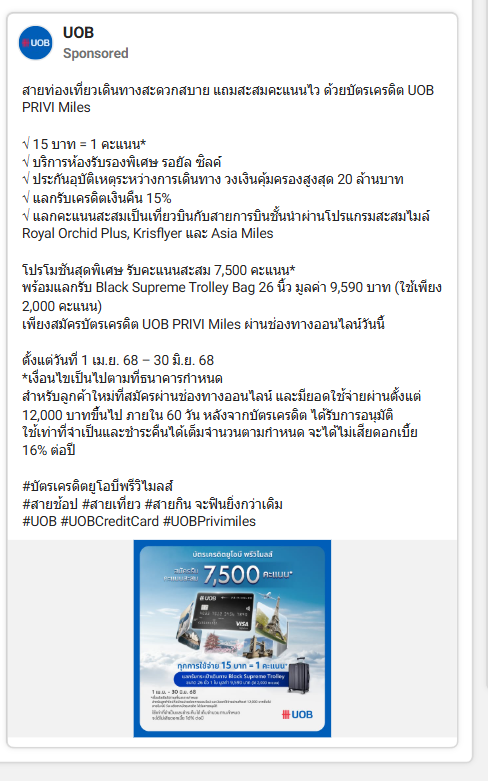 UOB
UOB
Sponsored
สายท่องเที่ยวเดินทางสะดวกสบาย แถมสะสมคะแนนไว ด้วยบัตรเครดิต UOB
PRIVI Miles
√ 15 บาท = 1 คะแนน*
√ บริการห้องรับรองพิเศษ รอยัล ซิลค์
√ ประกันอุบัติเหตุระหว่างการเดินทาง วงเงินคุ้มครองสูงสุด 20 ล้านบาท
√ แลกรับเครดิตเงินคืน 15%
√ แลกคะแนนสะสมเป็นเที่ยวบินกับสายการบินชั้นนำผ่านโปรแกรมสะสมไมล์
Royal Orchid Plus, Krisflyer และ Asia Miles
โปรโมชันสุดพิเศษ รับคะแนนสะสม 7,500 คะแนน*
พร้อมแลกรับ Black Supreme Trolley Bag 26 นิ้ว มูลค่า 9,590 บาท (ใช้เพียง
2,000 คะแนน)
เพียงสมัครบัตรเครดิต UOB PRIVI Miles ผ่านช่องทางออนไลน์วันนี้
ตั้งแต่วันที่ 1 เม.ย. 68 – 30 มิ.ย. 68
*เงื่อนไขเป็นไปตามที่ธนาคารกำหนด
สำหรับลูกค้าใหม่ที่สมัครผ่านช่องทางออนไลน์ และมียอดใช้จ่ายผ่านตั้งแต่
12,000 บาทขึ้นไป ภายใน 60 วัน หลังจากบัตรเครดิต ได้รับการอนุมัติ
ใช้เท่าที่จำเป็นและชำระคืนได้เต็มจำนวนตามกำหนด จะได้ไม่เสียดอกเบี้ย
16% ต่อปี
#บัตรเครดิตยูโอบีพรีวิไมลส์
#สายช้อป #สายเที่ยว #สายกิน จะฟินยิ่งกว่าเดิม
#UOB #UOBCreditCard #UOBPrivimiles
บัตรเครดิตยูโอบี พรีวิไมลส์
คะแนนสะสม 7,500 คะแนน*
UOB
VISA
ทุกการใช้จ่าย 15 บาท = 1 คะแนน*
Black Supreme Trolley
1 เม.ย. - 30 มิ.ย. 68
UOB